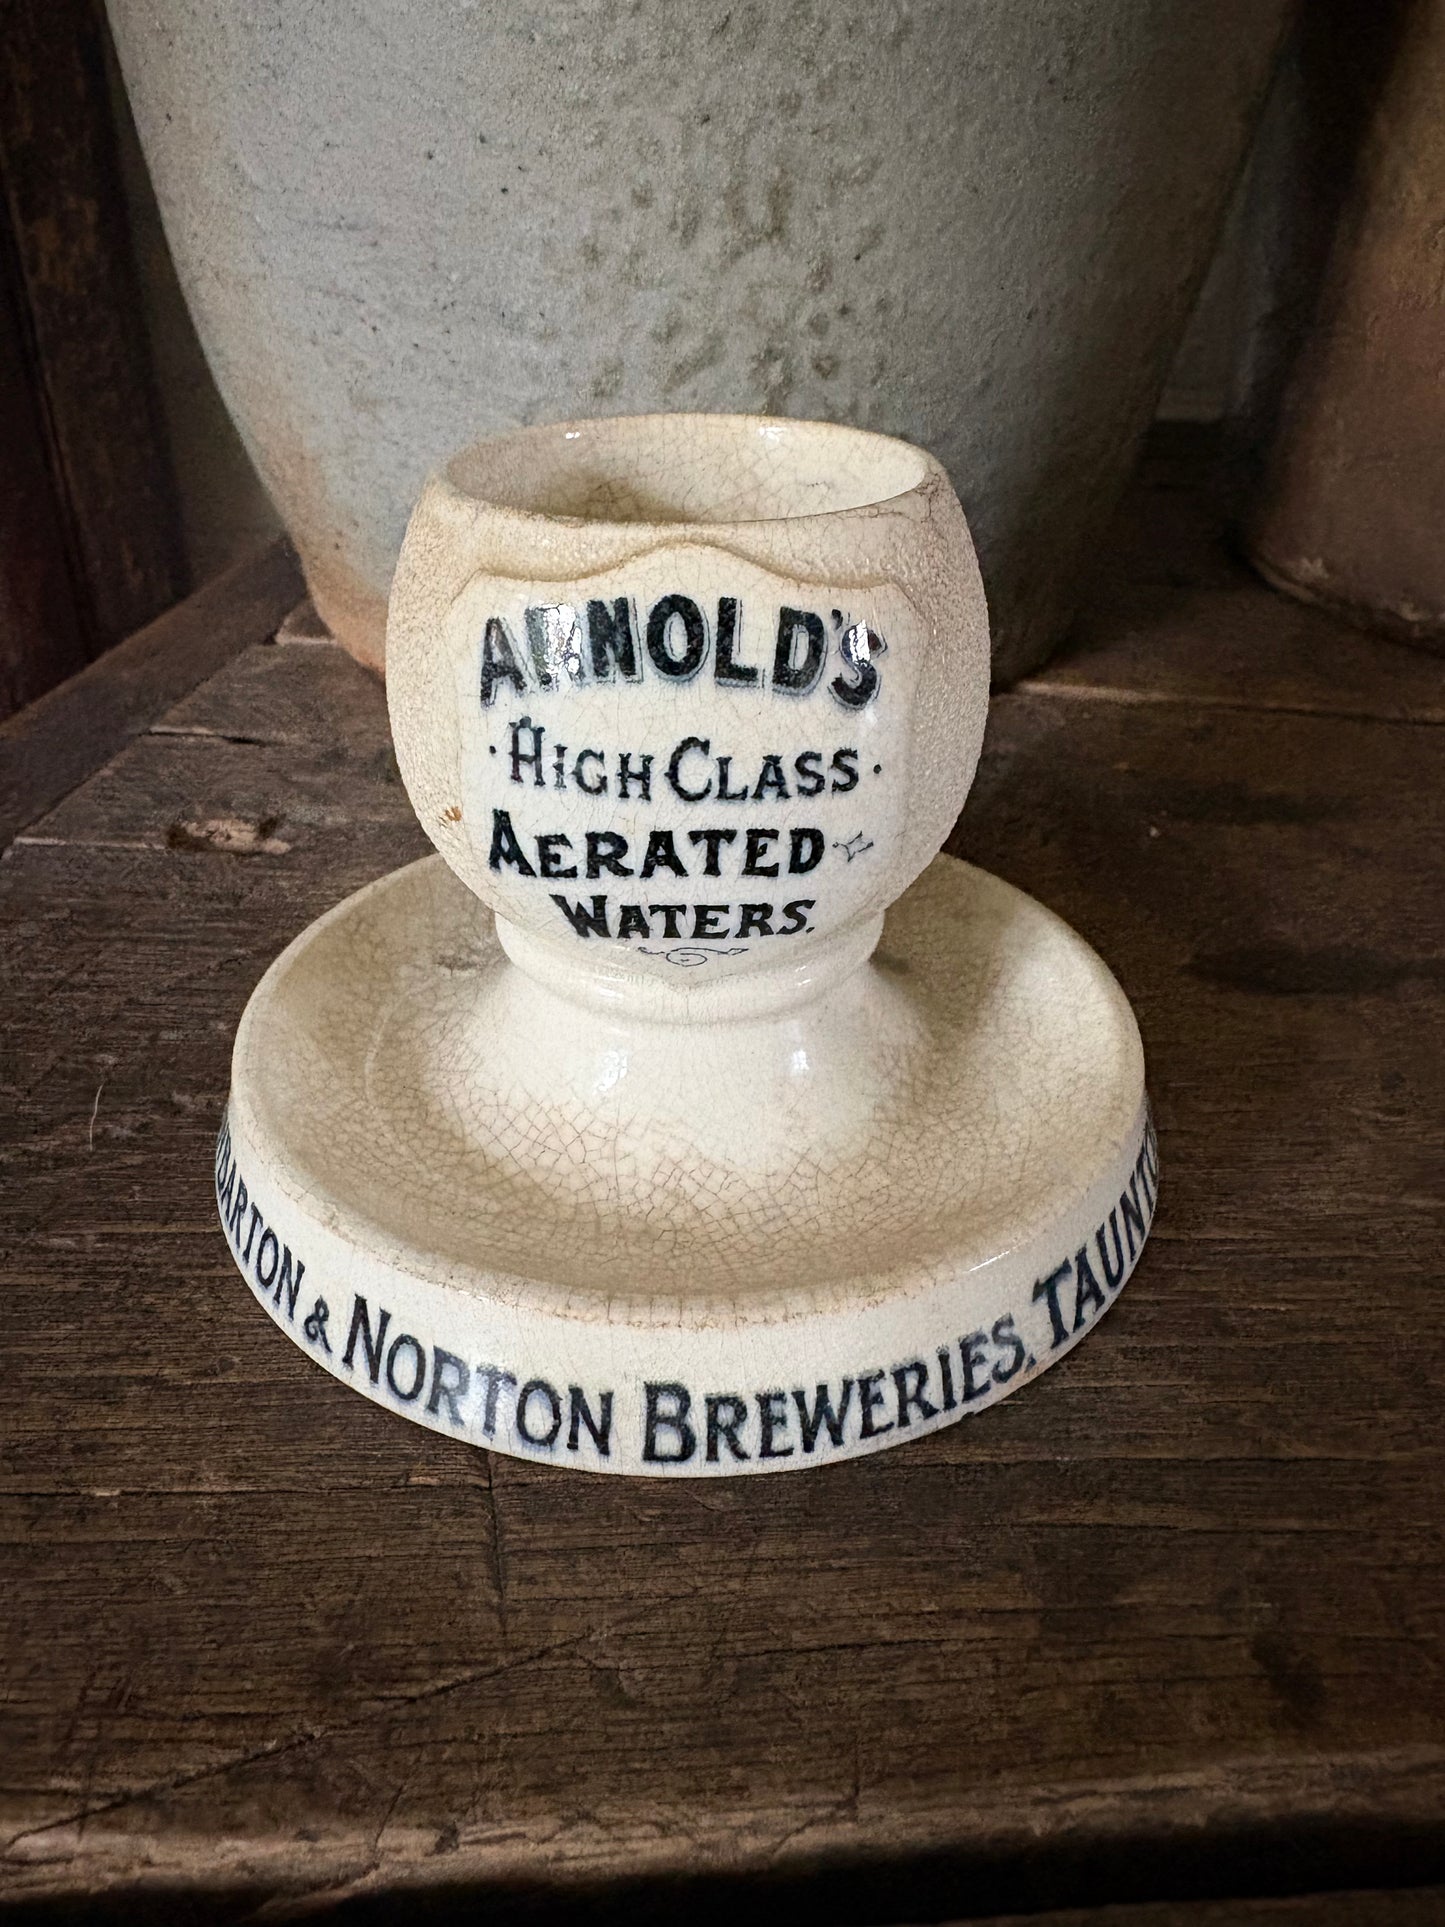 ARNOLD'S
· HIGH CLASS ·
AERATED
WATERS.
& NORTON BREWERIES,